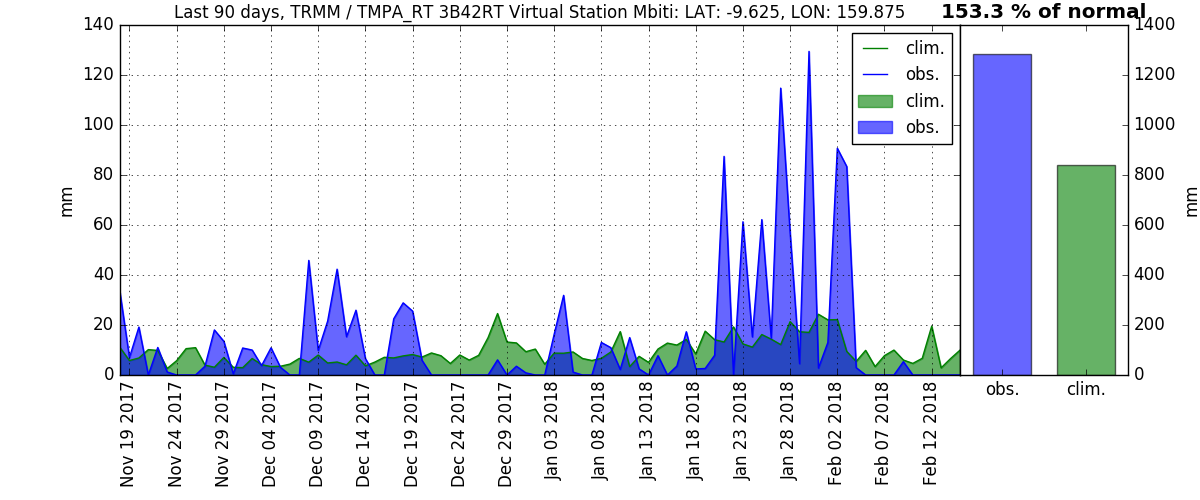 Last 90 days, TRMM / TMPA_RT 3B42RT Virtual Station Mbiti: LAT: -9.625, LON: 159.875
153.3 % of normal
140
120
100
80
60
40
20
0
mm
clim.
obs.
clim.
obs.
Nov 19 2017
Nov 24 2017
Nov 29 2017
Dec 04 2017
Dec 09 2017
Dec 14 2017
Dec 19 2017
Dec 24 2017
Dec 29 2017
Jan 03 2018
Jan 08 2018
Jan 13 2018
Jan 18 2018
Jan 23 2018
Jan 28 2018
Feb 02 2018
Feb 07 2018
Feb 12 2018
1400
1200
1000
800
600
400
200
0
mm
obs.
clim.